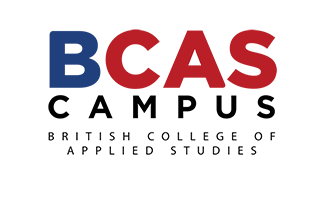 BCAS
CAMPUS
BRITISH COLLEGE OF
APPLIED STUDIES